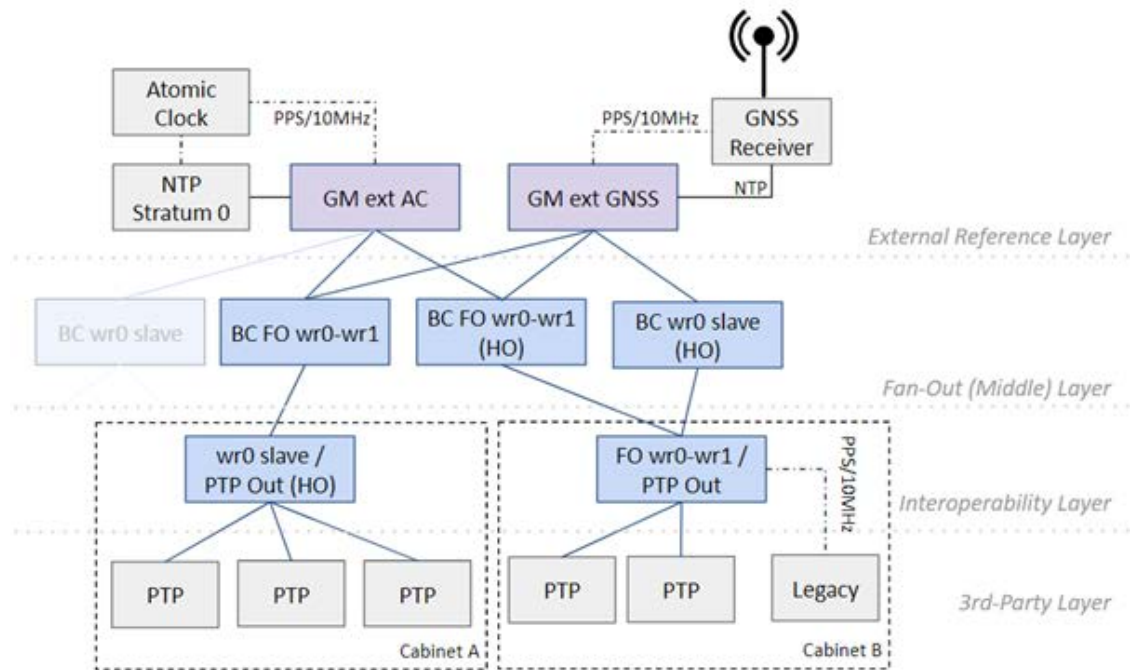 Atomic
Clock
PPS/10MHz
PPS/10MHz
GNSS
Receiver
NTP
Stratum 0
GM ext AC
GM ext GNSS
NTP
External Reference Layer
BC wr0 slave
BC FO wr0-wr1
BC FO wr0-wr1
(HO)
BC wr0 slave
(HO)
Fan-Out (Middle) Layer
wr0 slave /
PTP Out (HO)
FO wr0-wr1 /
PTP Out
PPS/10MHz
Interoperability Layer
PTP
PTP
PTP
PTP
PTP
Legacy
3rd-Party Layer
Cabinet A
Cabinet B